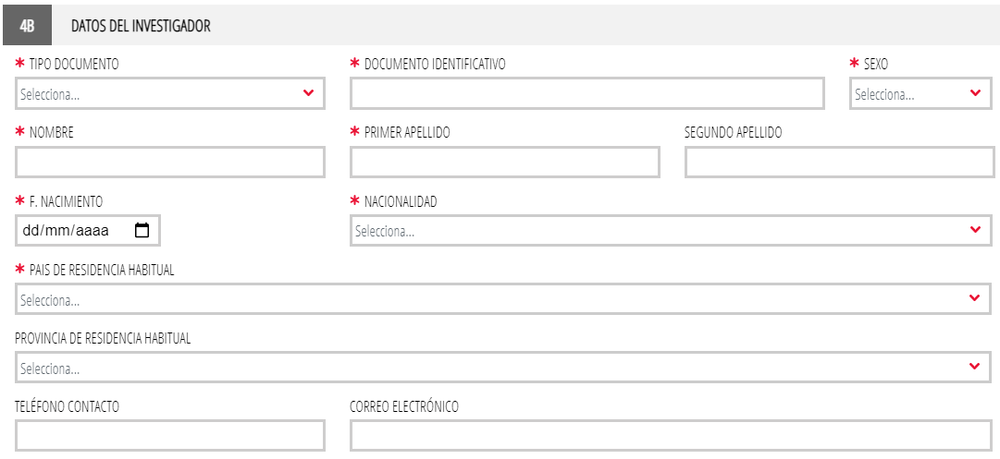 4B DATOS DEL INVESTIGADOR
* TIPO DOCUMENTO * DOCUMENTO IDENTIFICATIVO * SEXO
Selecciona... Selecciona...
* NOMBRE * PRIMER APELLIDO SEGUNDO APELLIDO
* F. NACIMIENTO * NACIONALIDAD
dd/mm/aaaa Selecciona...
* PAIS DE RESIDENCIA HABITUAL
Selecciona...
PROVINCIA DE RESIDENCIA HABITUAL
Selecciona...
TELÉFONO CONTACTO CORREO ELECTRÓNICO